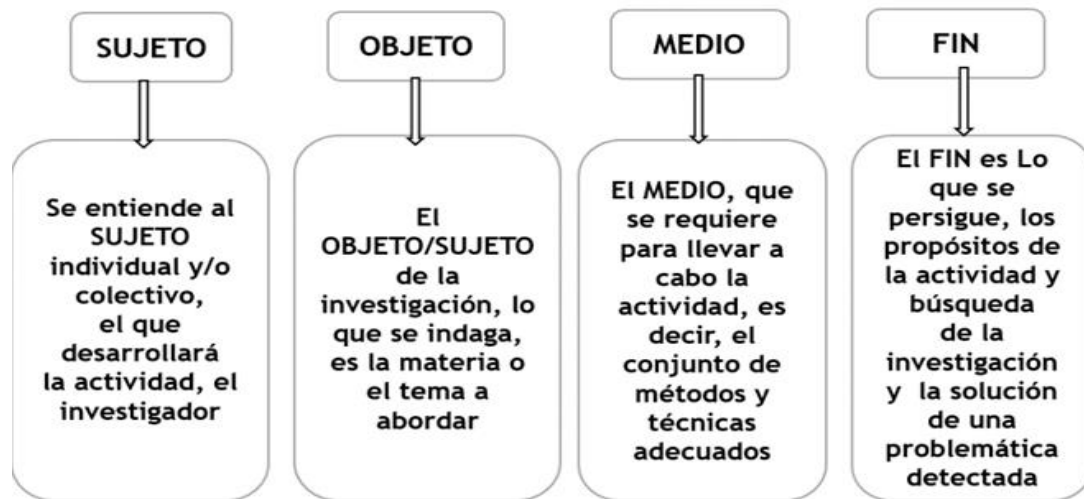 SUJETO
Se entiende al
SUJETO
individual y/o
colectivo,
el que
desarrollará
la actividad, el
investigador
OBJETO
El
OBJETO/SUJETO
de la
investigación, lo
que se indaga,
es la materia o
el tema a
abordar
MEDIO
El MEDIO, que
se requiere
para llevar a
cabo la
actividad, es
decir, el
conjunto de
métodos y
técnicas
adecuados
FIN
El FIN es Lo
que se
persigue, los
propósitos de
la actividad y
búsqueda
de la
investigación
y la solución
de una
problemática
detectada